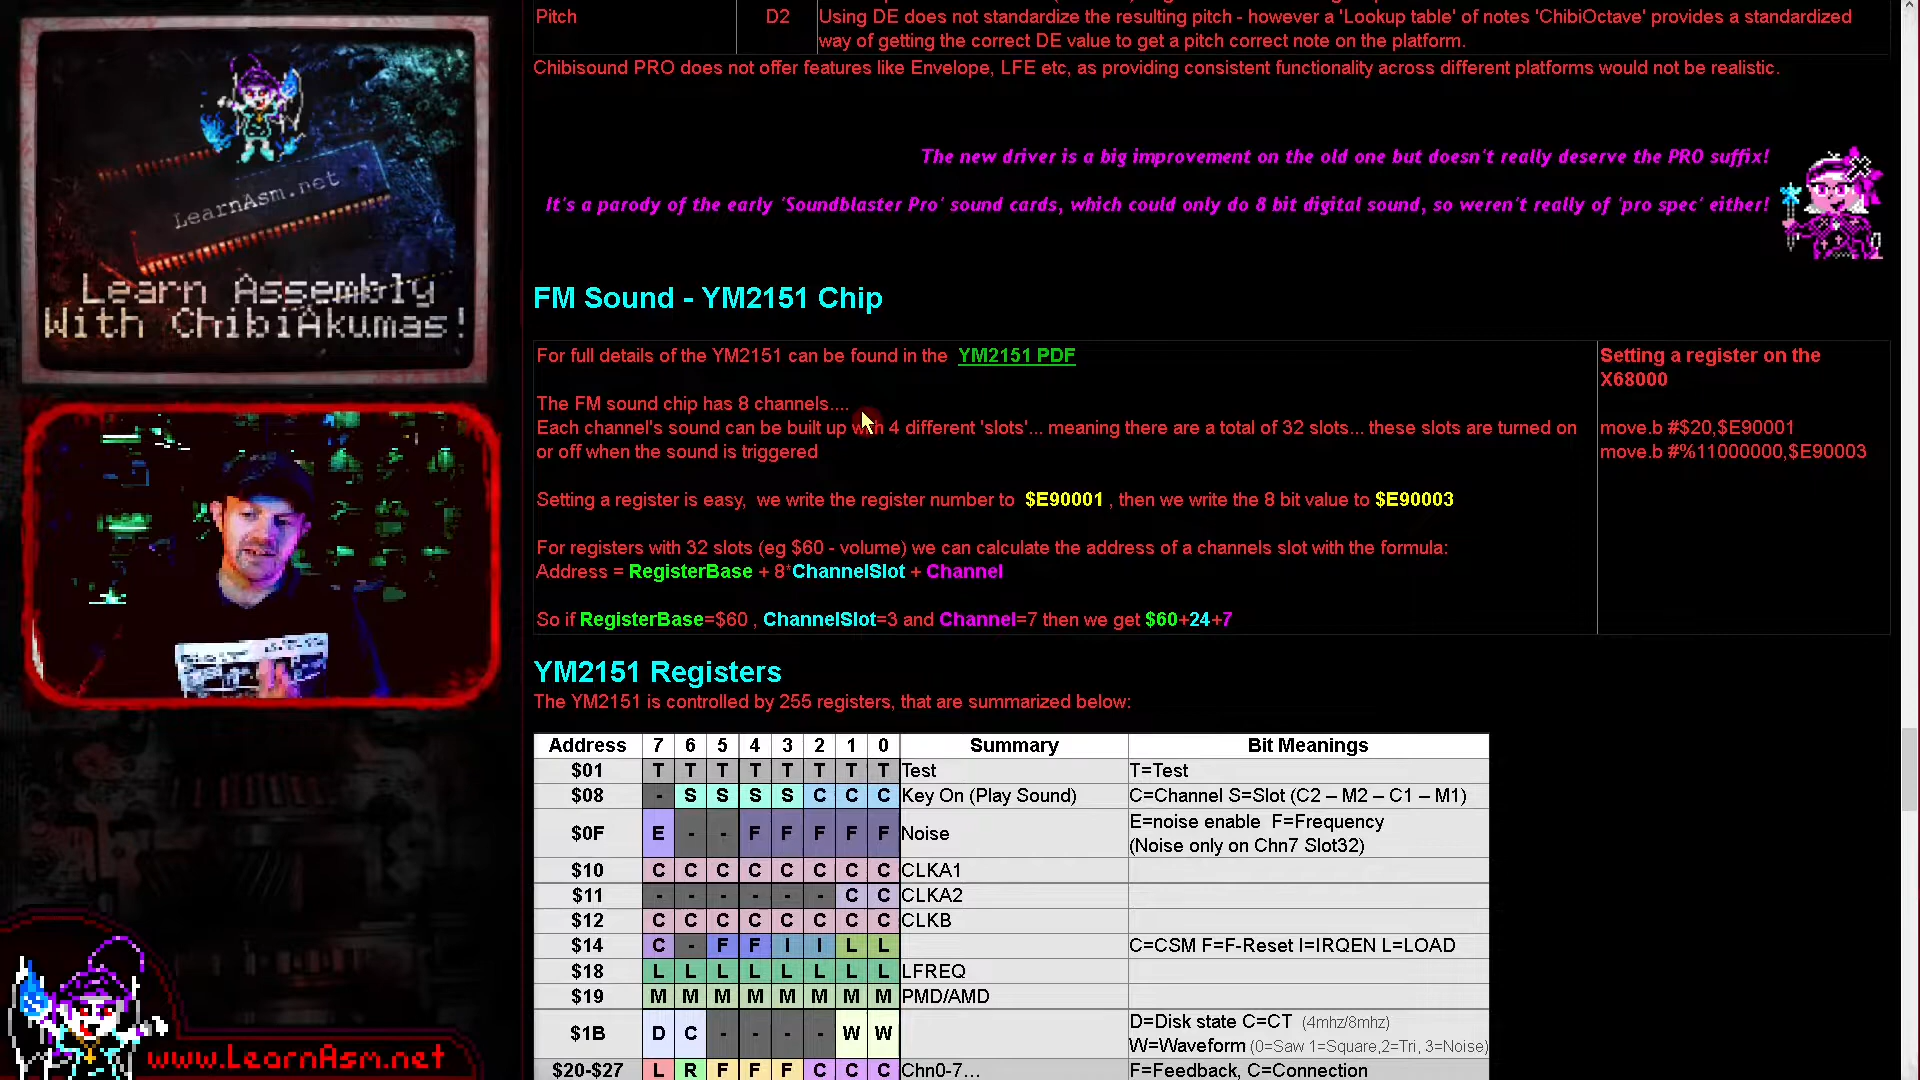 Pitch D2 Using DE does not standardize the resulting pitch - however a 'Lookup table' of notes 'ChibiOctave' provides a standardized
way of getting the correct DE value to get a pitch correct note on the platform.
Chibisound PRO does not offer features like Envelope, LFE etc, as providing consistent functionality across different platforms would not be realistic.
The new driver is a big improvement on the old one but doesn't really deserve the PRO suffix!
It's a parody of the early 'Soundblaster Pro' sound cards, which could only do 8 bit digital sound, so weren't really of 'pro spec' either!
LearnAsm.net
Learn Assembly
With ChibiAkumas!
FM Sound - YM2151 Chip
For full details of the YM2151 can be found in the YM2151 PDF
The FM sound chip has 8 channels....
Each channel's sound can be built up with 4 different 'slots'... meaning there are a total of 32 slots... these slots are turned on
or off when the sound is triggered
Setting a register is easy, we write the register number to $E90001 , then we write the 8 bit value to $E90003
For registers with 32 slots (eg $60 - volume) we can calculate the address of a channels slot with the formula:
Address = RegisterBase + 8*ChannelSlot + Channel
So if RegisterBase=$60 , ChannelSlot=3 and Channel=7 then we get $60+24+7
Setting a register on the
X68000
move.b #$20,$E90001
move.b #%11000000,$E90003
YM2151 Registers
The YM2151 is controlled by 255 registers, that are summarized below:
Address 7 6 5 4 3 2 1 0 Summary Bit Meanings
$01 T T T T T T T T Test T=Test
$08 - S S S S C C C Key On (Play Sound) C=Channel S=Slot (C2 – M2 – C1 – M1)
$0F E - - F F F F F Noise E=noise enable F=Frequency
(Noise only on Chn7 Slot32)
$10 C C C C C C C C CLKA1
$11 - - - - - - C C CLKA2
$12 C C C C C C C C CLKB
$14 C - F F I I L L C=CSM F=F-Reset I=IRQEN L=LOAD
$18 L L L L L L L L LFREQ
$19 M M M M M M M M PMD/AMD
$1B D C - - - - W W D=Disk state C=CT (4mhz/8mhz)
W=Waveform (0=Saw 1=Square,2=Tri, 3=Noise)
$20-$27 L R F F F C C C Chn0-7... F=Feedback, C=Connection
www.LearnAsm.net